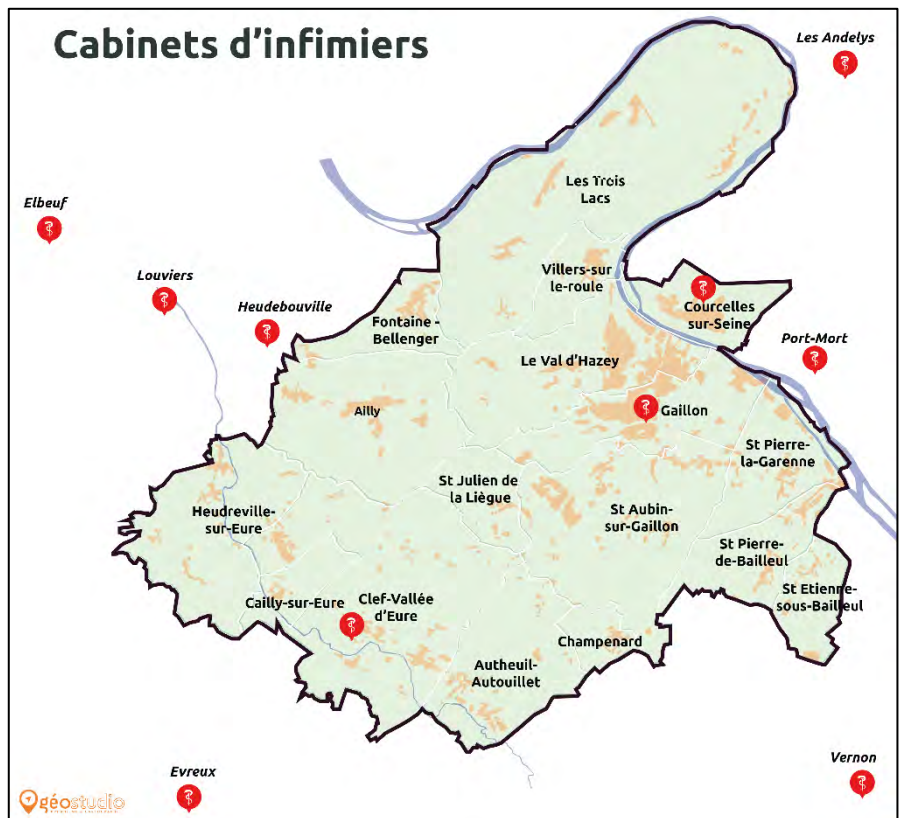 Cabinets d'infimiers
Les Andelys
Les Trois
Lacs
Elbeuf
Villers-sur
le-roule
Louviers
Heudebouville
Courcelles
sur-Seine
Fontaine -
Bellenger
Port-Mort
Le Val d'Hazey
Ailly
Gaillon
St Pierre-
la-Garenne
St Julien de
la Liègue
Heudreville-
sur-Eure
St Aubin-
sur-Gaillon
St Pierre-
de-Bailleul
St Etienne-
sous-Bailleul
Cailly-sur-Eure
Clef-Vallée
d'Eure
Champenard
Autheuil-
Autouillet
Evreux
Vernon
géostudio